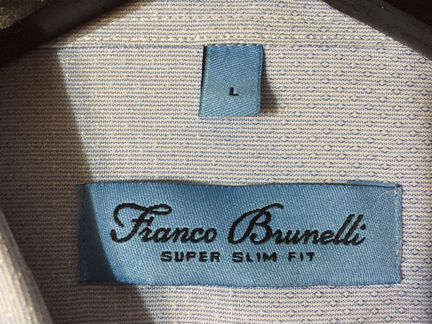 L
Franco Brunelli
SUPER SLIM FIT